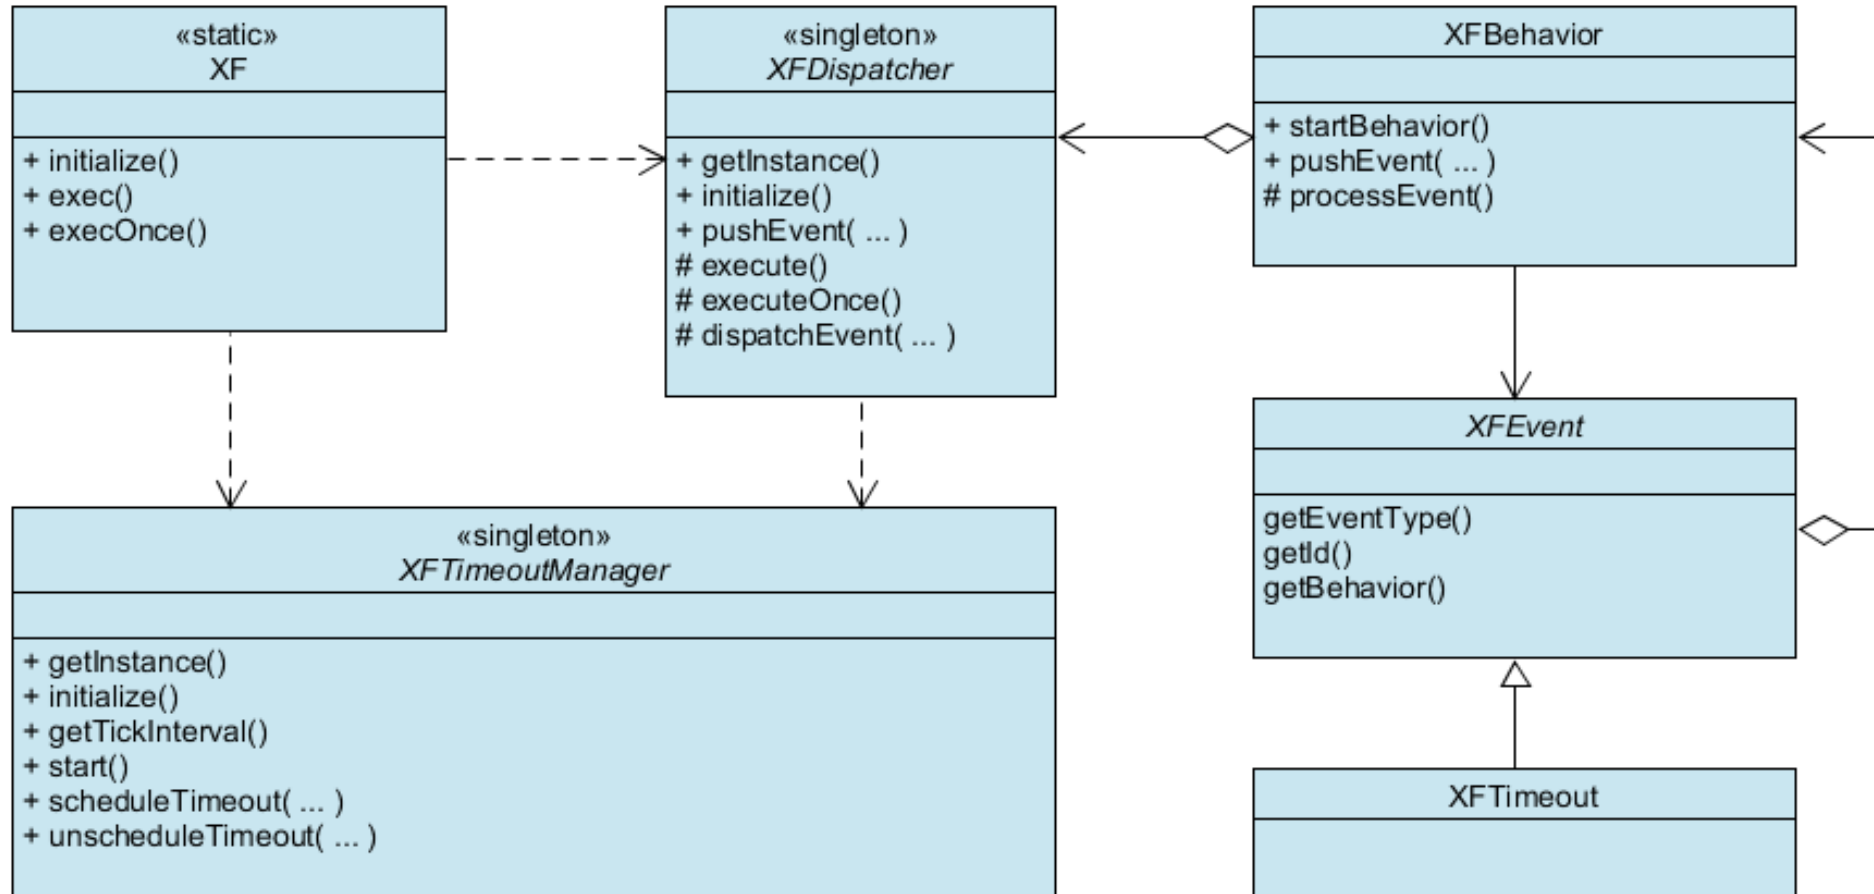 «static»
XF
+ initialize()
+ exec()
+ execOnce()
«singleton»
XFDispatcher
+ getInstance()
+ initialize()
+ pushEvent( ... )
# execute()
# executeOnce()
# dispatchEvent( ... )
XFBehavior
+ startBehavior()
+ pushEvent( ... )
# processEvent()
«singleton»
XFTimeoutManager
+ getInstance()
+ initialize()
+ getTickInterval()
+ start()
+ scheduleTimeout( ... )
+ unscheduleTimeout( ... )
XFEvent
getEventType()
getId()
getBehavior()
XFTimeout